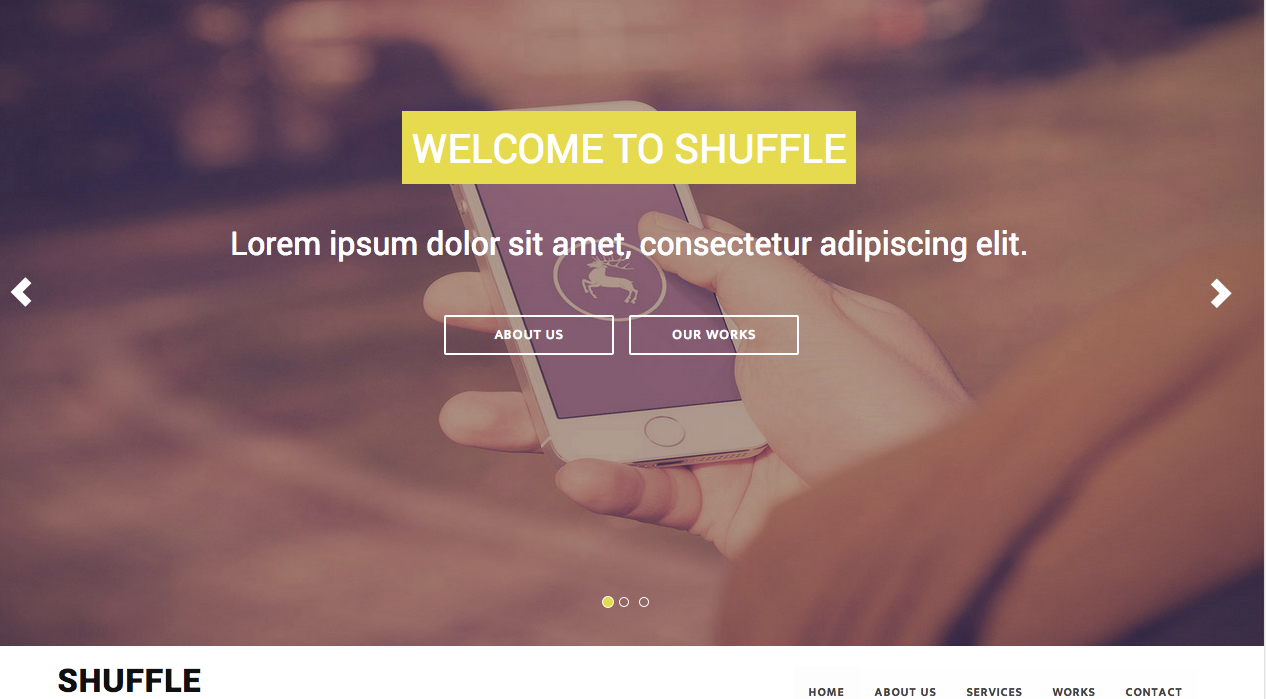 WELCOME TO SHUFFLE
Lorem ipsum dolor sit amet, consectetur adipiscing elit.
ABOUT US
OUR WORKS
SHUFFLE
HOME
ABOUT US
SERVICES
WORKS
CONTACT